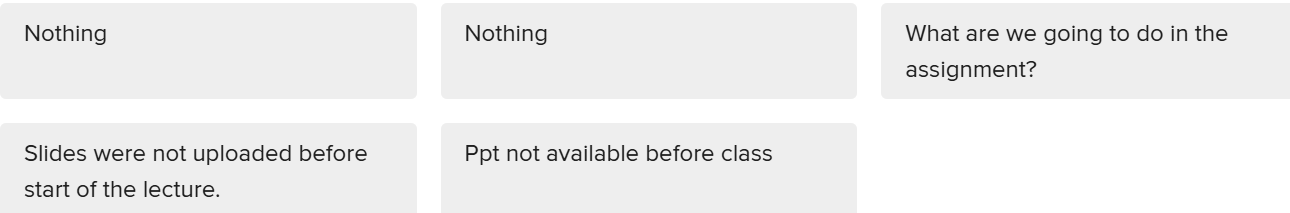 Nothing
Nothing
What are we going to do in the
assignment?
Slides were not uploaded before
start of the lecture.
Ppt not available before class